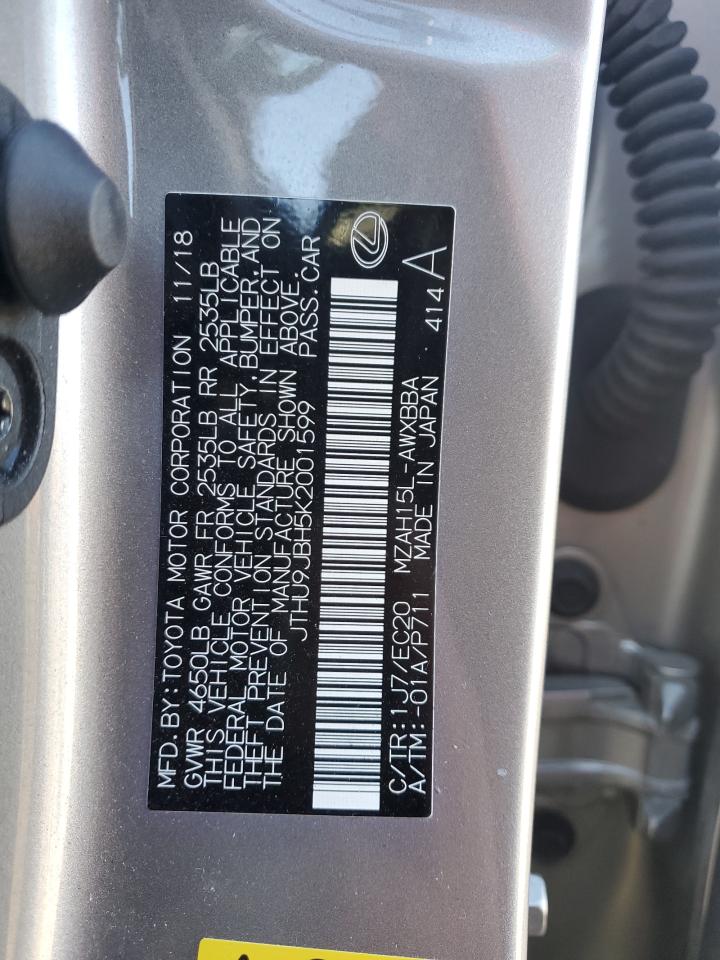 MFD.BY:TOYOTA MOTOR CORPORATION 11/18
GVWR 4650LB GAWR FR 2535LB RR 2535LB
THIS VEHICLE CONFORMS TO ALL APPLICABLE
FEDERAL MOTOR VEHICLE SAFETY,BUMPER,AND
THEFT PREVENTION STANDARDS IN EFFECT ON
THE DATE OF MANUFACTURE SHOWN ABOVE.
JTHU9JBH5K2001599 PASS.CAR
C/TR:1J7/EC20 MZAH15L-AWXBBA
A/TM:-01A/P711 MADE IN JAPAN 414 A